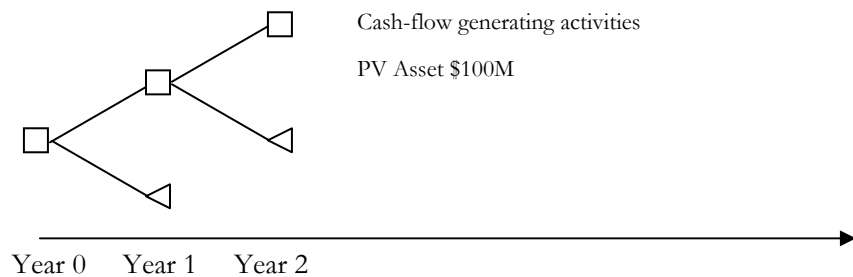 Cash-flow generating activities
PV Asset $100M
Year 0 Year 1 Year 2